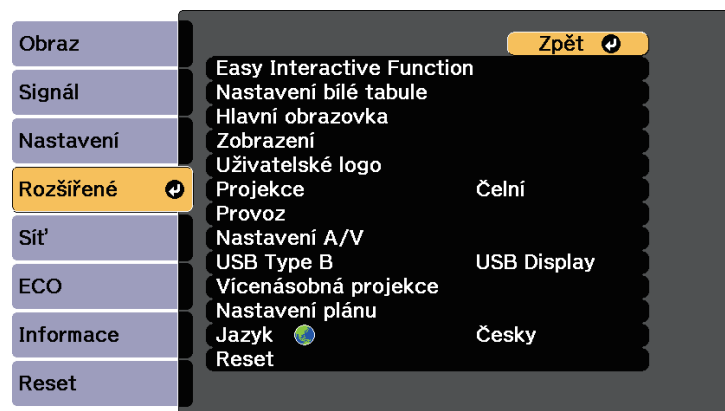 Obraz
Signál
Nastavení
Rozšířené
Síť
ECO
Informace
Reset
Zpět
Easy Interactive Function
Nastavení bílé tabule
Hlavní obrazovka
Zobrazení
Uživatelské logo
Projekce Čelní
Provoz
Nastavení A/V
USB Type B USB Display
Vícenásobná projekce
Nastavení plánu
Jazyk Česky
Reset